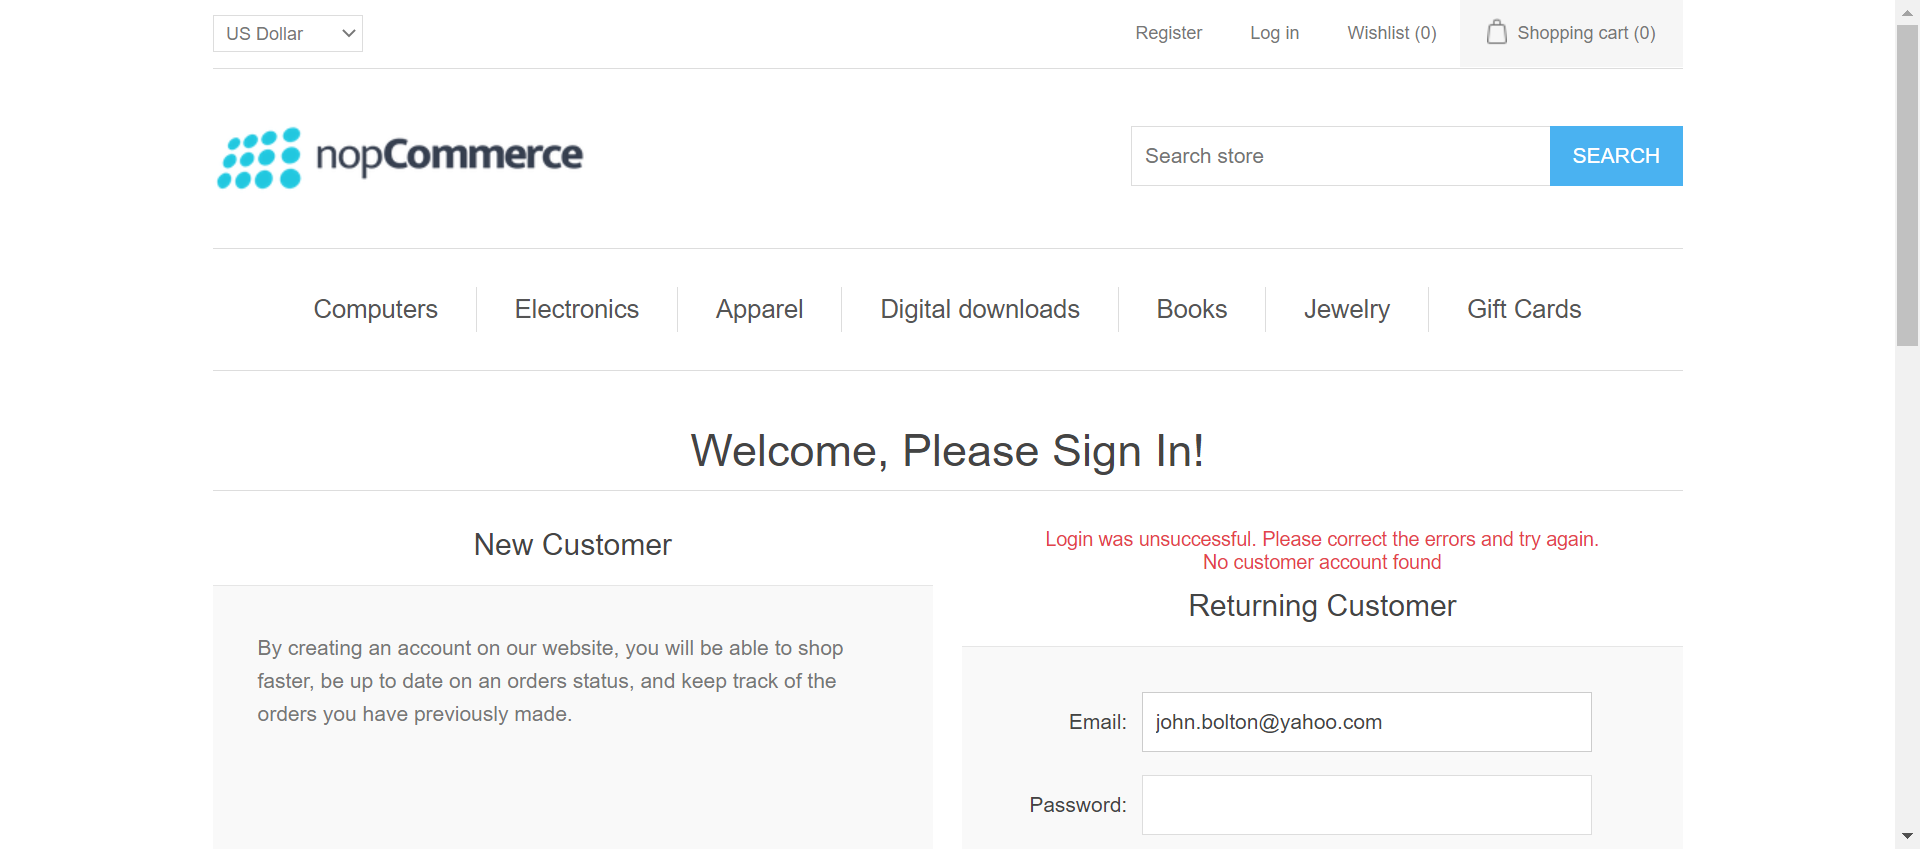 US Dollar
Register
Log in
Wishlist (0)
Shopping cart (0)
nopCommerce
Search store
SEARCH
Computers
Electronics
Apparel
Digital downloads
Books
Jewelry
Gift Cards
Welcome, Please Sign In!
New Customer
By creating an account on our website, you will be able to shop
faster, be up to date on an orders status, and keep track of the
orders you have previously made.
Login was unsuccessful. Please correct the errors and try again.
No customer account found
Returning Customer
Email:
john.bolton@yahoo.com
Password: